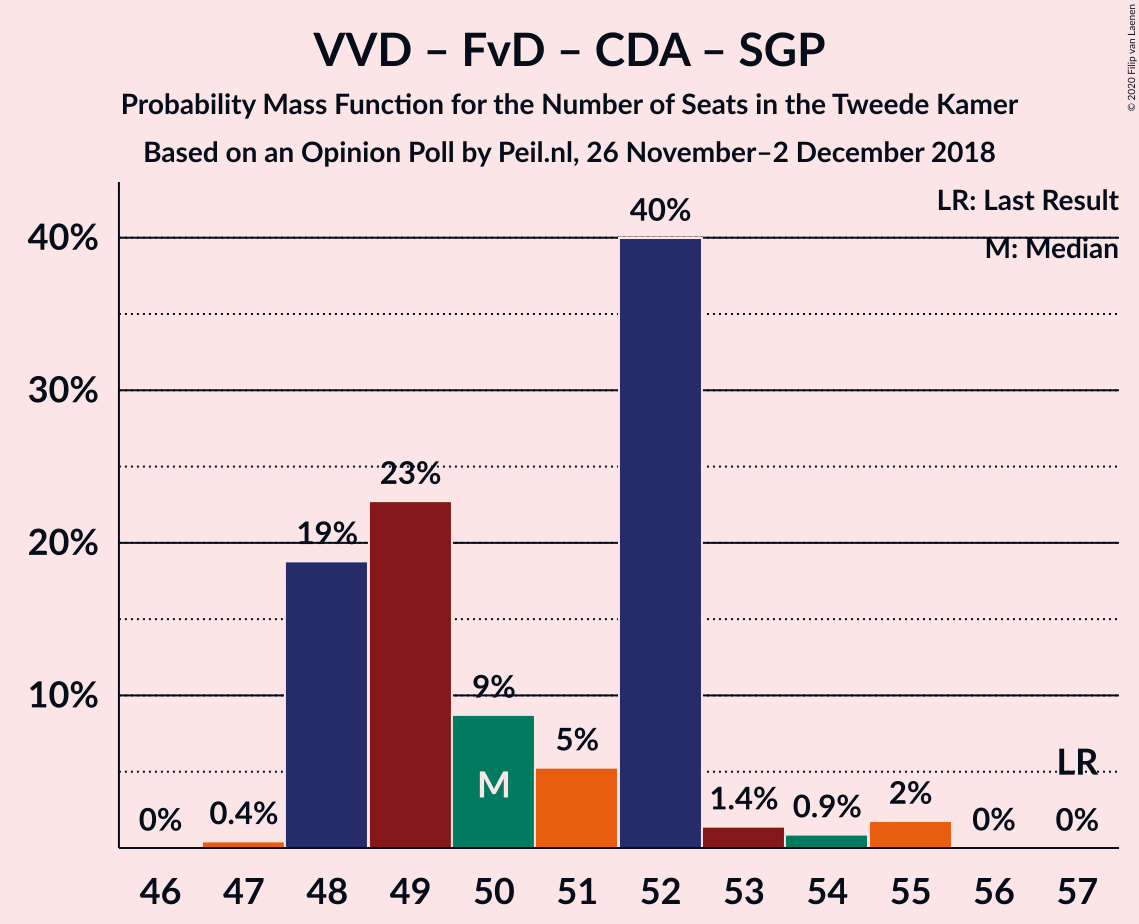 VVD – FvD – CDA – SGP
Probability Mass Function for the Number of Seats in the Tweede Kamer
Based on an Opinion Poll by Peil.nl, 26 November–2 December 2018
© 2020 Filip van Laenen
LR: Last Result
M: Median
40%
30%
20%
10%
0%
0.4%
19%
23%
9%
5%
40%
1.4%
0.9%
2%
0%
0%
M
LR
46 47 48 49 50 51 52 53 54 55 56 57